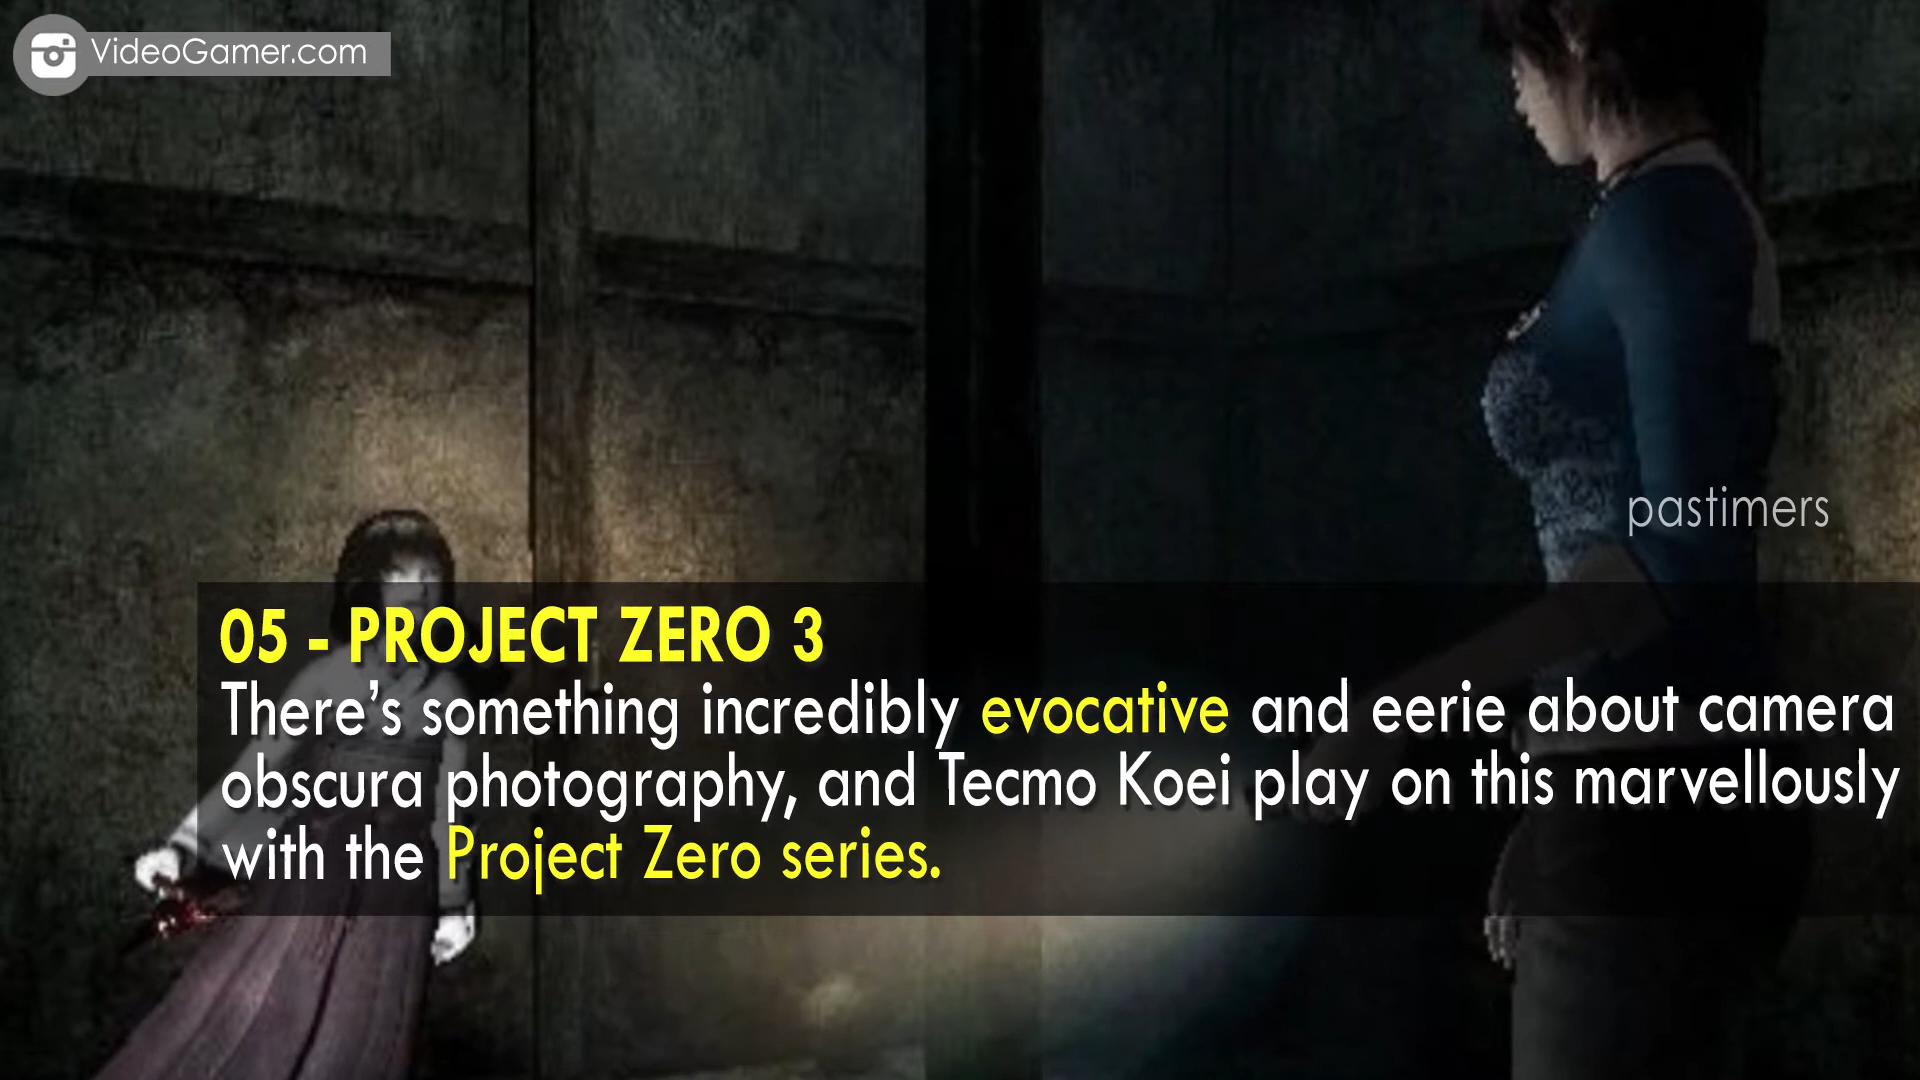 VideoGamer.com
pastimers
05 - PROJECT ZERO 3
There’s something incredibly evocative and eerie about camera
obscura photography, and Tecmo Koei play on this marvellously
with the Project Zero series.